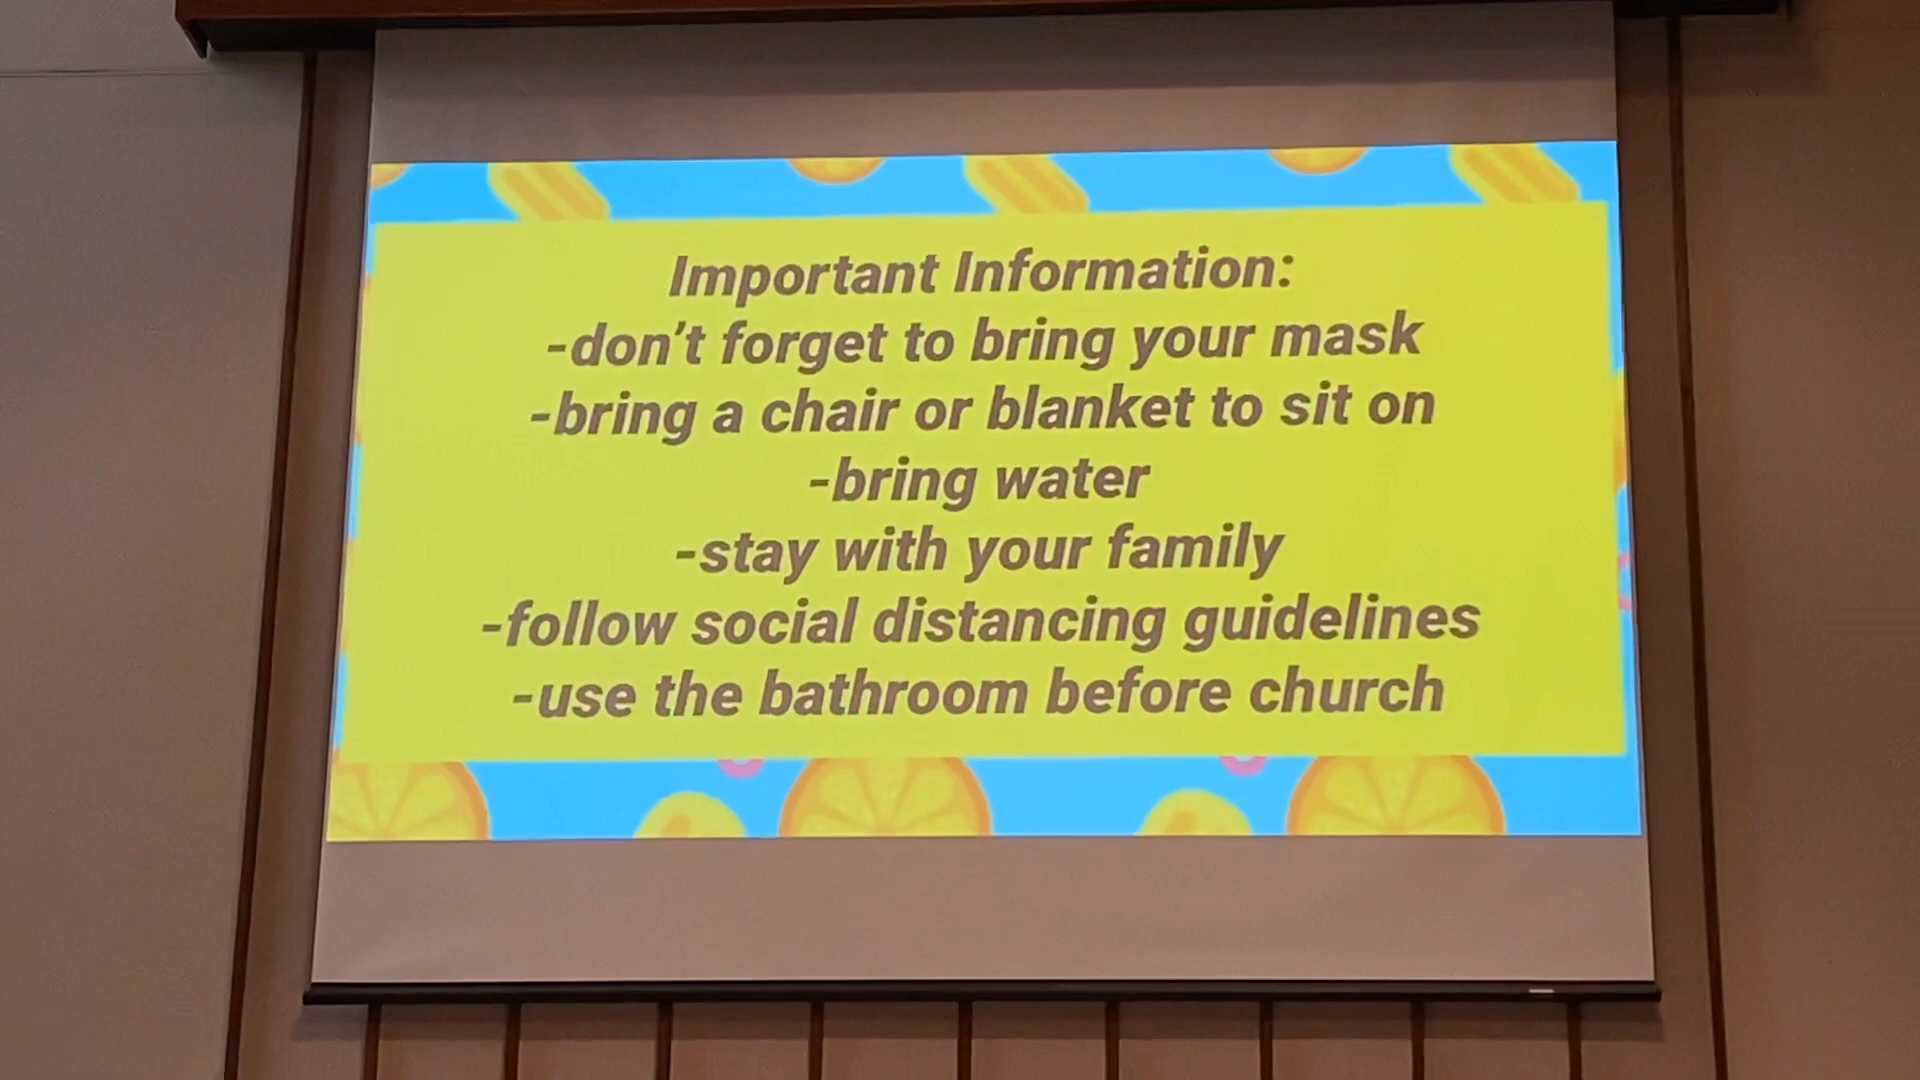 Important Information:
-don't forget to bring your mask
-bring a chair or blanket to sit on
-bring water
-stay with your family
-follow social distancing guidelines
-use the bathroom before church